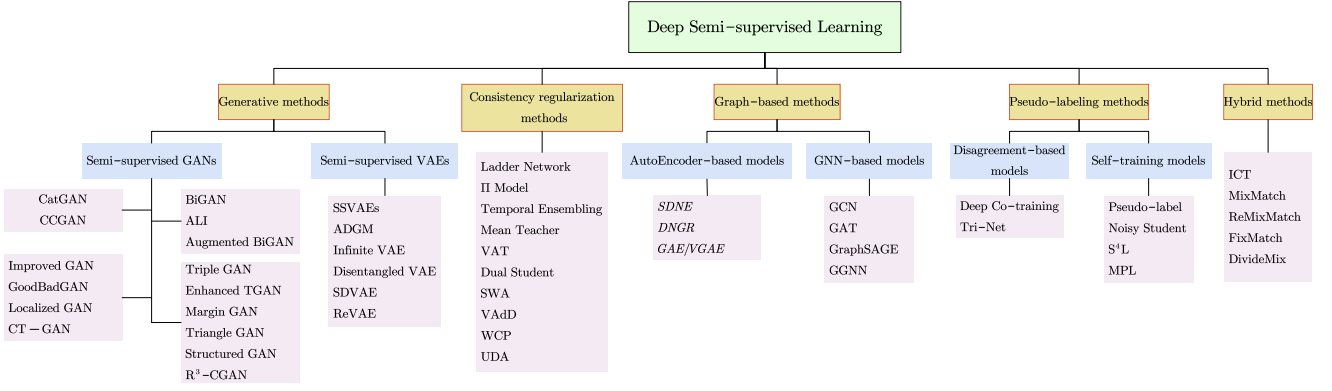 Deep Semi-supervised Learning
Generative methods
Semi-supervised GANs
CatGAN
CCGAN
BiGAN
ALI
Augmented BiGAN
Improved GAN
GoodBadGAN
Localized GAN
CT − GAN
Triple GAN
Enhanced TGAN
Margin GAN
Triangle GAN
Structured GAN
R³-CGAN
Semi-supervised VAEs
SSVAEs
ADGM
Infinite VAE
Disentangled VAE
SDVAE
ReVAE
Consistency regularization
methods
Ladder Network
Π Model
Temporal Ensembling
Mean Teacher
VAT
Dual Student
SWA
VAdD
WCP
UDA
Graph-based methods
AutoEncoder-based models
SDNE
DNGR
GAE/VGAE
GNN-based models
GCN
GAT
GraphSAGE
GGNN
Pseudo-labeling methods
Disagreement-based
models
Deep Co-training
Tri-Net
Self-training models
Pseudo-label
Noisy Student
S⁴L
MPL
Hybrid methods
ICT
MixMatch
ReMixMatch
FixMatch
DivideMix